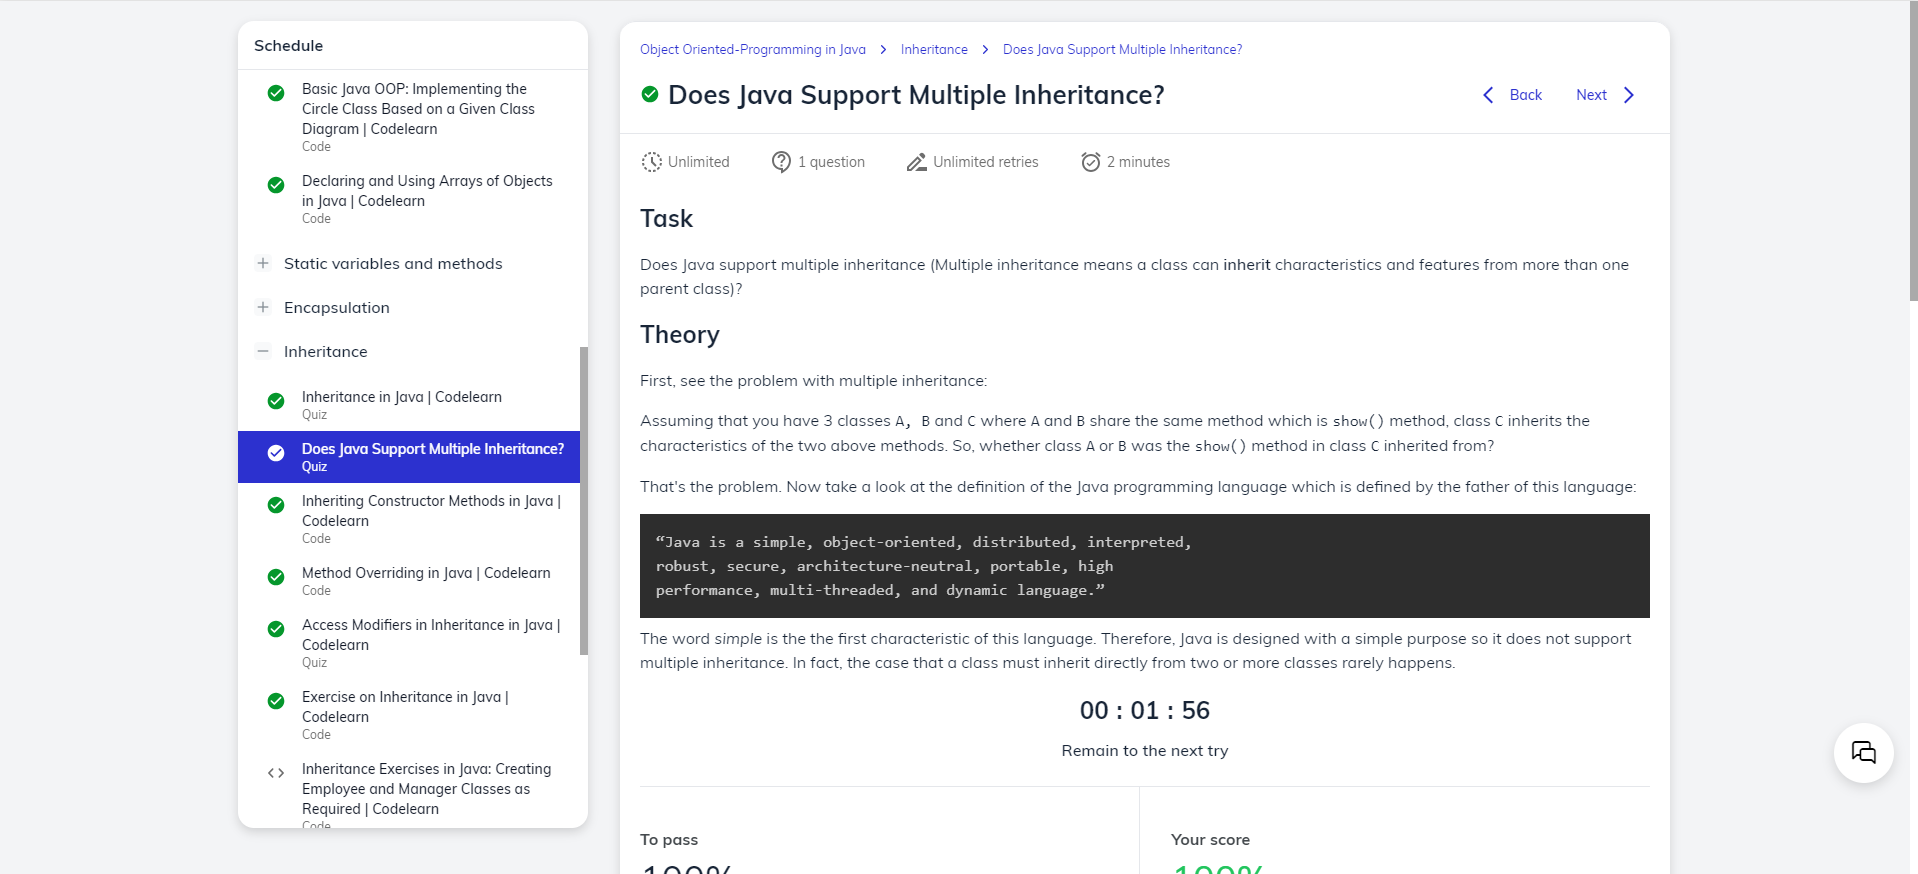 Schedule
Basic Java OOP: Implementing the
Circle Class Based on a Given Class
Diagram | Codelearn
Code
Declaring and Using Arrays of Objects
in Java | Codelearn
Code
Static variables and methods
Encapsulation
Inheritance
Inheritance in Java | Codelearn
Quiz
Does Java Support Multiple Inheritance?
Quiz
Inheriting Constructor Methods in Java |
Codelearn
Code
Method Overriding in Java | Codelearn
Code
Access Modifiers in Inheritance in Java |
Codelearn
Quiz
Exercise on Inheritance in Java |
Codelearn
Code
Inheritance Exercises in Java: Creating
Employee and Manager Classes as
Required | Codelearn
Code
Object Oriented-Programming in Java > Inheritance > Does Java Support Multiple Inheritance?
Does Java Support Multiple Inheritance?
Back Next
Unlimited 1 question Unlimited retries 2 minutes
Task
Does Java support multiple inheritance (Multiple inheritance means a class can inherit characteristics and features from more than one
parent class)?
Theory
First, see the problem with multiple inheritance:
Assuming that you have 3 classes A, B and C where A and B share the same method which is show() method, class C inherits the
characteristics of the two above methods. So, whether class A or B was the show() method in class C inherited from?
That's the problem. Now take a look at the definition of the Java programming language which is defined by the father of this language:
“Java is a simple, object-oriented, distributed, interpreted,
robust, secure, architecture-neutral, portable, high
performance, multi-threaded, and dynamic language.”
The word simple is the the first characteristic of this language. Therefore, Java is designed with a simple purpose so it does not support
multiple inheritance. In fact, the case that a class must inherit directly from two or more classes rarely happens.
00 : 01 : 56
Remain to the next try
To pass
100%
Your score
100%